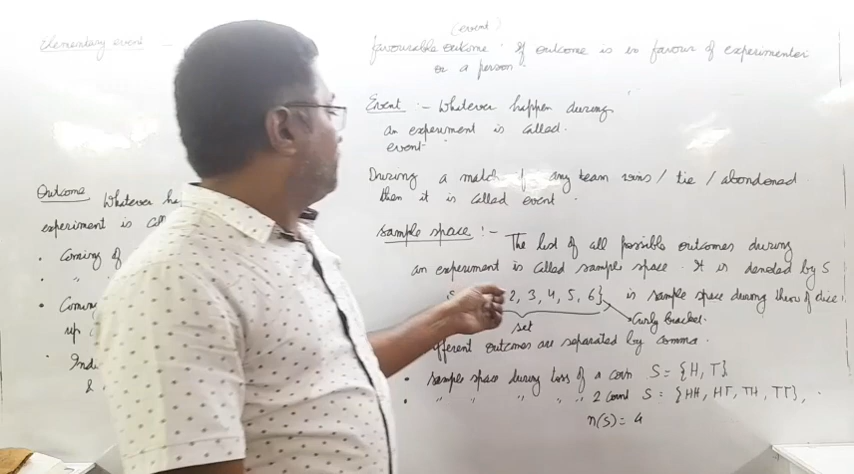 Elementary event -
Outcome
Whatever ha
experiment is call
• Coming of
• "
• Coming
up
• Indi
&
(event)
favourable outcome. If outcome is in favour of experimenter
or a person.
Event :- Whatever happen during
an experiment is called.
event
During a match if any team wins / tie / abondoned
then it is called event.
Sample space :- The list of all possible outcomes during
an experiment is called sample space. It is denoted by S
2, 3, 4, 5, 6} is sample space during throw of dice.
set Curly bracket.
fferent outcomes are separated by comma.
• Sample space during toss of a coin S = {H, T}
• " " " " 2 coins S = {HH, HT, TH, TT},
n(S) = 4